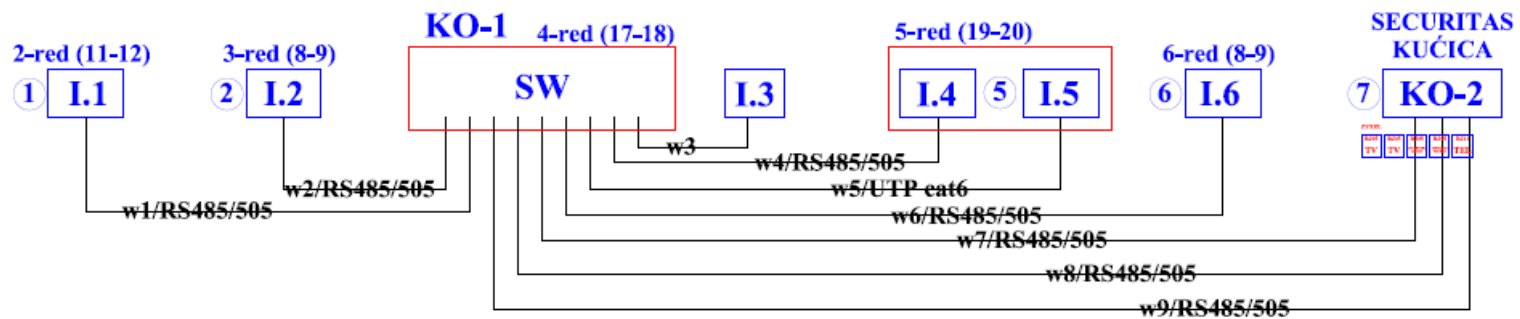 KO-1
SECURITAS
KUĆICA
2-red (11-12)
3-red (8-9)
4-red (17-18)
5-red (19-20)
6-red (8-9)
1 I.1
2 I.2
SW
I.3
I.4
5 I.5
6 I.6
7 KO-2
TV
TV
TEL
w3
w4/RS485/505
w2/RS485/505
w5/UTP cat6
w1/RS485/505
w6/RS485/505
w7/RS485/505
w8/RS485/505
w9/RS485/505